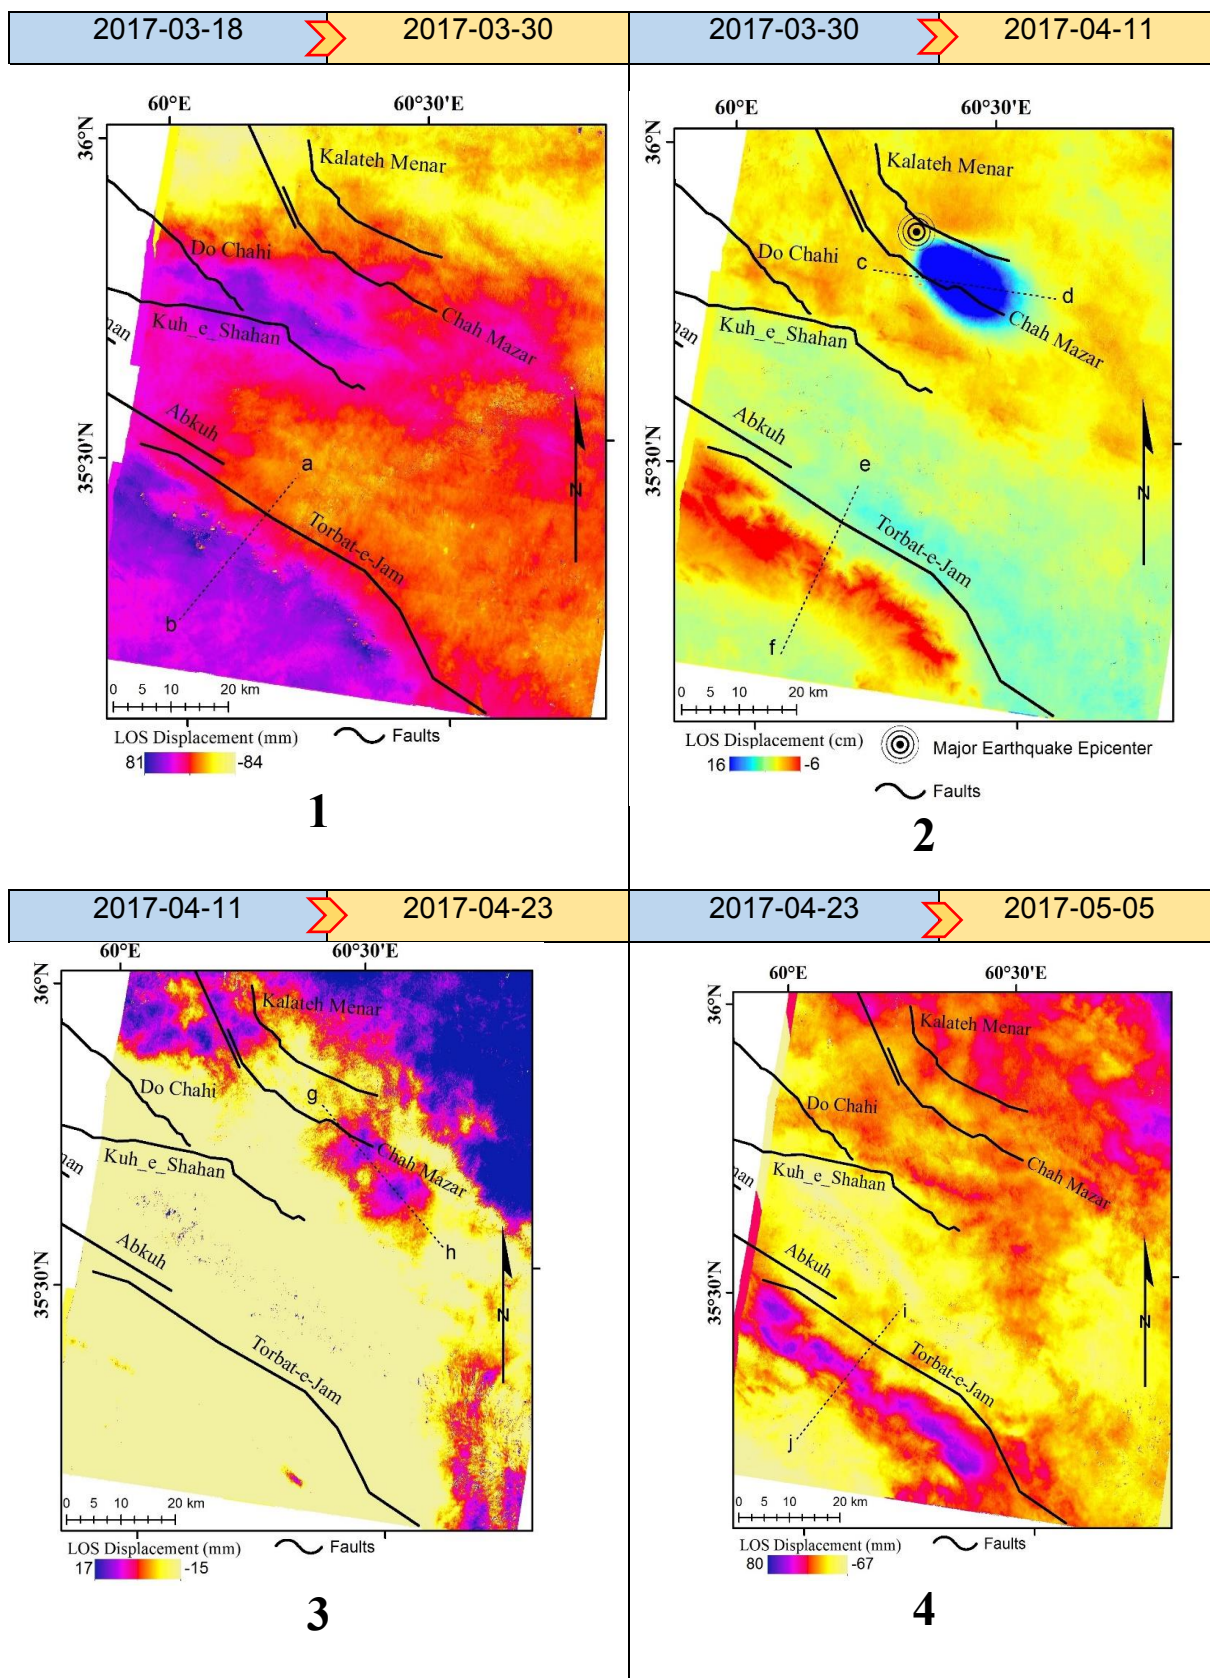 2017-03-18 2017-03-30
60°E 60°30'E
36°N
Kalateh Menar
Do Chahi
Kuh_e_Shahan
Chah Mazar
man
Abkuh
35°30'N
a
N
Torbat-e-Jam
b
0 5 10 20 km
LOS Displacement (mm)
81 -84
Faults
1
2017-03-30 2017-04-11
60°E 60°30'E
36°N
Kalateh Menar
Do Chahi
c
d
Kuh_e_Shahan
Chah Mazar
man
Abkuh
35°30'N
e
N
Torbat-e-Jam
f
0 5 10 20 km
LOS Displacement (cm)
16 -6
Major Earthquake Epicenter
Faults
2
2017-04-11 2017-04-23
60°E 60°30'E
36°N
Kalateh Menar
Do Chahi
g
Kuh_e_Shahan
Chah Mazar
man
Abkuh
h
35°30'N
N
Torbat-e-Jam
0 5 10 20 km
LOS Displacement (mm)
17 -15
Faults
3
2017-04-23 2017-05-05
60°E 60°30'E
36°N
Kalateh Menar
Do Chahi
Kuh_e_Shahan
Chah Mazar
man
Abkuh
35°30'N
i
N
Torbat-e-Jam
j
0 5 10 20 km
LOS Displacement (mm)
80 -67
Faults
4